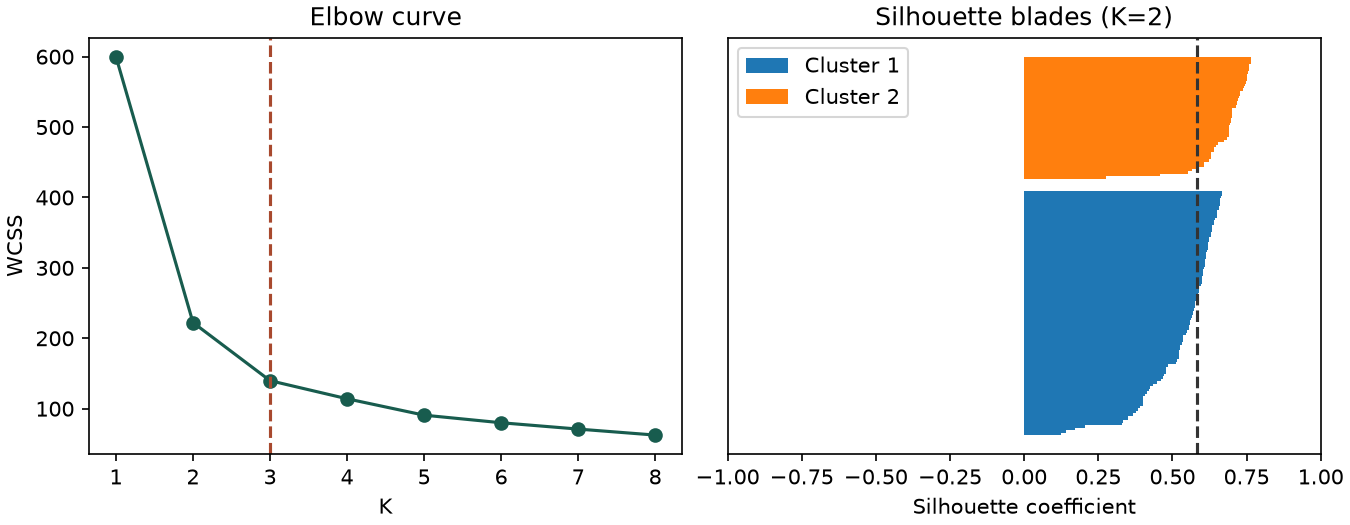 Elbow curve
600
500
400
300
200
100
WCSS
1 2 3 4 5 6 7 8
K
Silhouette blades (K=2)
Cluster 1
Cluster 2
−1.00 −0.75 −0.50 −0.25 0.00 0.25 0.50 0.75 1.00
Silhouette coefficient